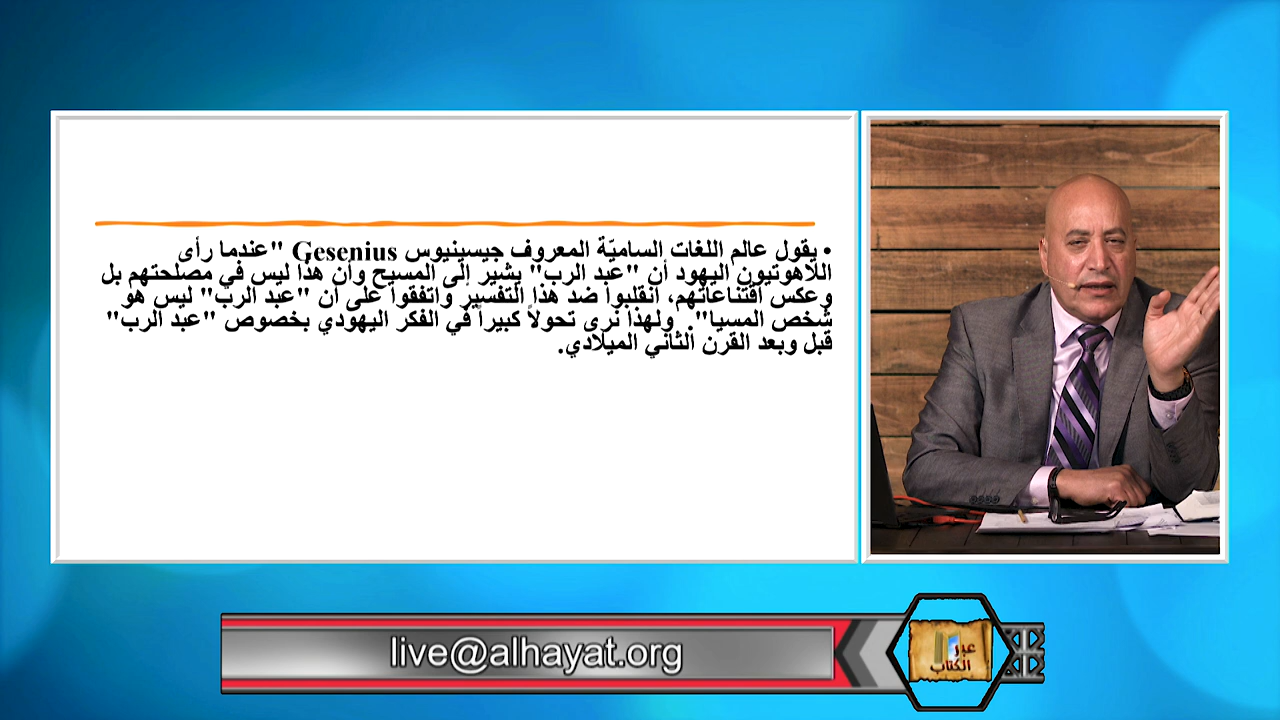 • يقول عالم اللغات الساميّة المعروف جيسينيوس Gesenius "عندما رأى
اللاهوتيون اليهود أن "عبد الرب" يشير إلى المسيح وأن هذا ليس في مصلحتهم بل
وعكس اقتناعاتهم، انقلبوا ضد هذا التفسير واتفقوا على أن "عبد الرب" ليس هو
شخص المسيا". ولهذا نرى تحولاً كبيراً في الفكر اليهودي بخصوص "عبد الرب"
قبل وبعد القرن الثاني الميلادي.
live@alhayat.org
عبر
الكتاب